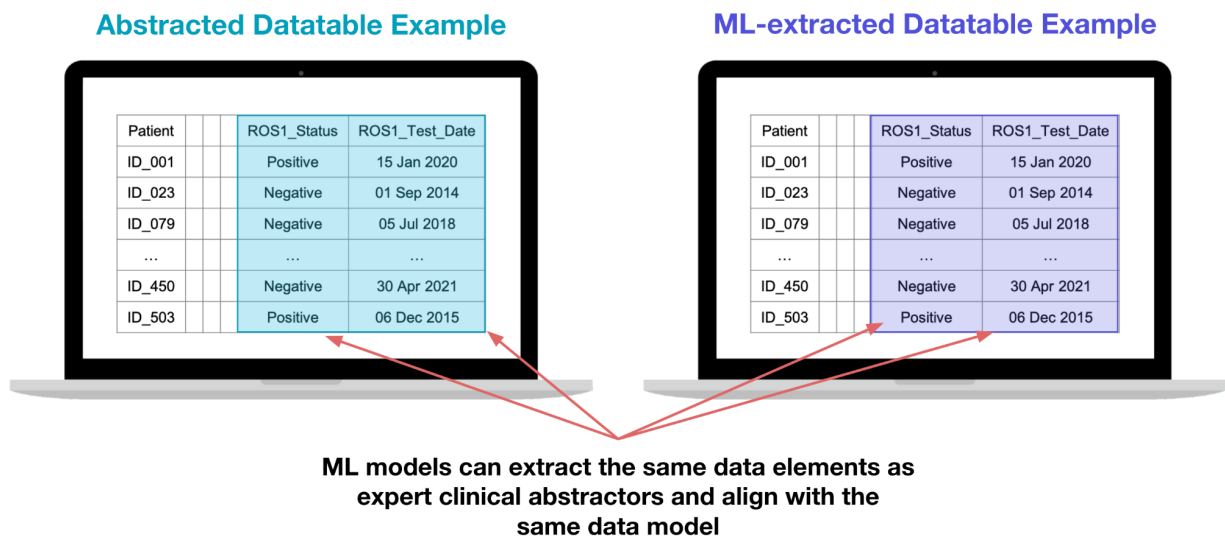 Abstracted Datatable Example
Patient ROS1_Status ROS1_Test_Date
ID_001 Positive 15 Jan 2020
ID_023 Negative 01 Sep 2014
ID_079 Negative 05 Jul 2018
... ... ...
ID_450 Negative 30 Apr 2021
ID_503 Positive 06 Dec 2015
ML-extracted Datatable Example
Patient ROS1_Status ROS1_Test_Date
ID_001 Positive 15 Jan 2020
ID_023 Negative 01 Sep 2014
ID_079 Negative 05 Jul 2018
... ... ...
ID_450 Negative 30 Apr 2021
ID_503 Positive 06 Dec 2015
ML models can extract the same data elements as
expert clinical abstractors and align with the
same data model